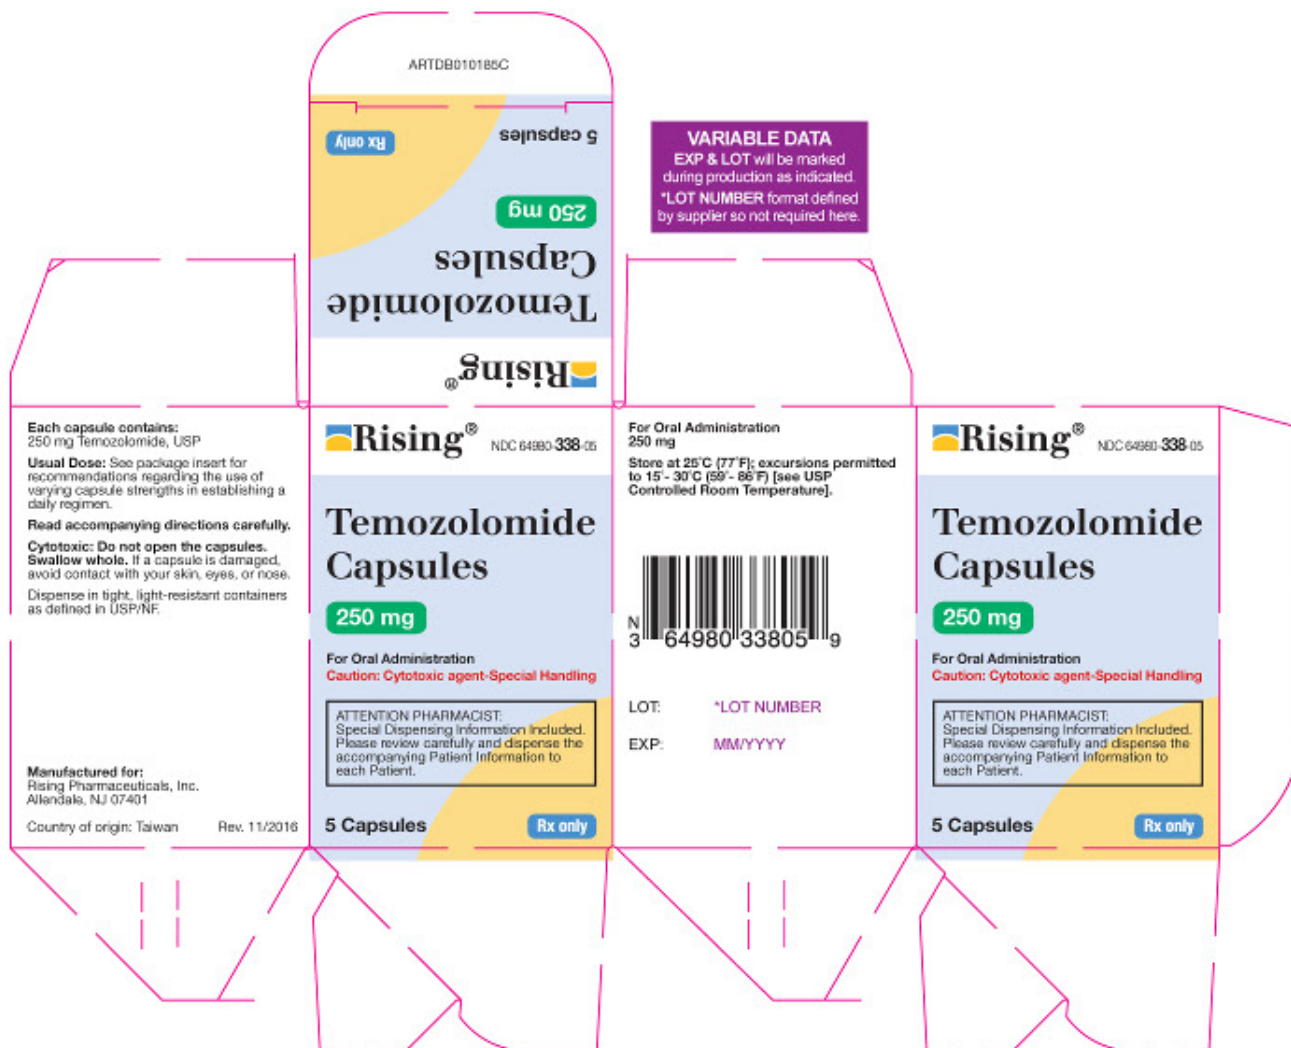 ARTDB010185C
Rising®
Temozolomide
Capsules
250 mg
5 capsules
Rx only
VARIABLE DATA
EXP & LOT will be marked
during production as indicated.
*LOT NUMBER format defined
by supplier so not required here.
Each capsule contains:
250 mg Temozolomide, USP
Usual Dose: See package insert for
recommendations regarding the use of
varying capsule strengths in establishing a
daily regimen.
Read accompanying directions carefully.
Cytotoxic: Do not open the capsules.
Swallow whole. If a capsule is damaged,
avoid contact with your skin, eyes, or nose.
Dispense in tight, light-resistant containers
as defined in USP/NF.
Manufactured for:
Rising Pharmaceuticals, Inc.
Allendale, NJ 07401
Country of origin: Taiwan Rev. 11/2016
Rising® NDC 64980-338-05
Temozolomide
Capsules
250 mg
For Oral Administration
Caution: Cytotoxic agent-Special Handling
ATTENTION PHARMACIST:
Special Dispensing Information Included.
Please review carefully and dispense the
accompanying Patient Information to
each Patient.
5 Capsules Rx only
For Oral Administration
250 mg
Store at 25°C (77°F); excursions permitted
to 15°- 30°C (59°- 86°F) [see USP
Controlled Room Temperature].
N
3 64980 33805 9
LOT: *LOT NUMBER
EXP: MM/YYYY
Rising® NDC 64980-338-05
Temozolomide
Capsules
250 mg
For Oral Administration
Caution: Cytotoxic agent-Special Handling
ATTENTION PHARMACIST:
Special Dispensing Information Included.
Please review carefully and dispense the
accompanying Patient Information to
each Patient.
5 Capsules Rx only